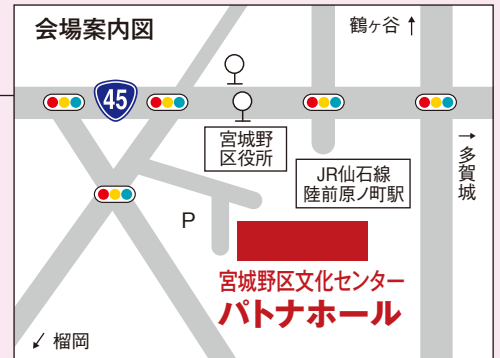 会場案内図
鶴ヶ谷↑
45
宮城野
区役所
JR仙石線
陸前原ノ町駅
→多賀城
P
宮城野区文化センター
パトナホール
↙ 榴岡